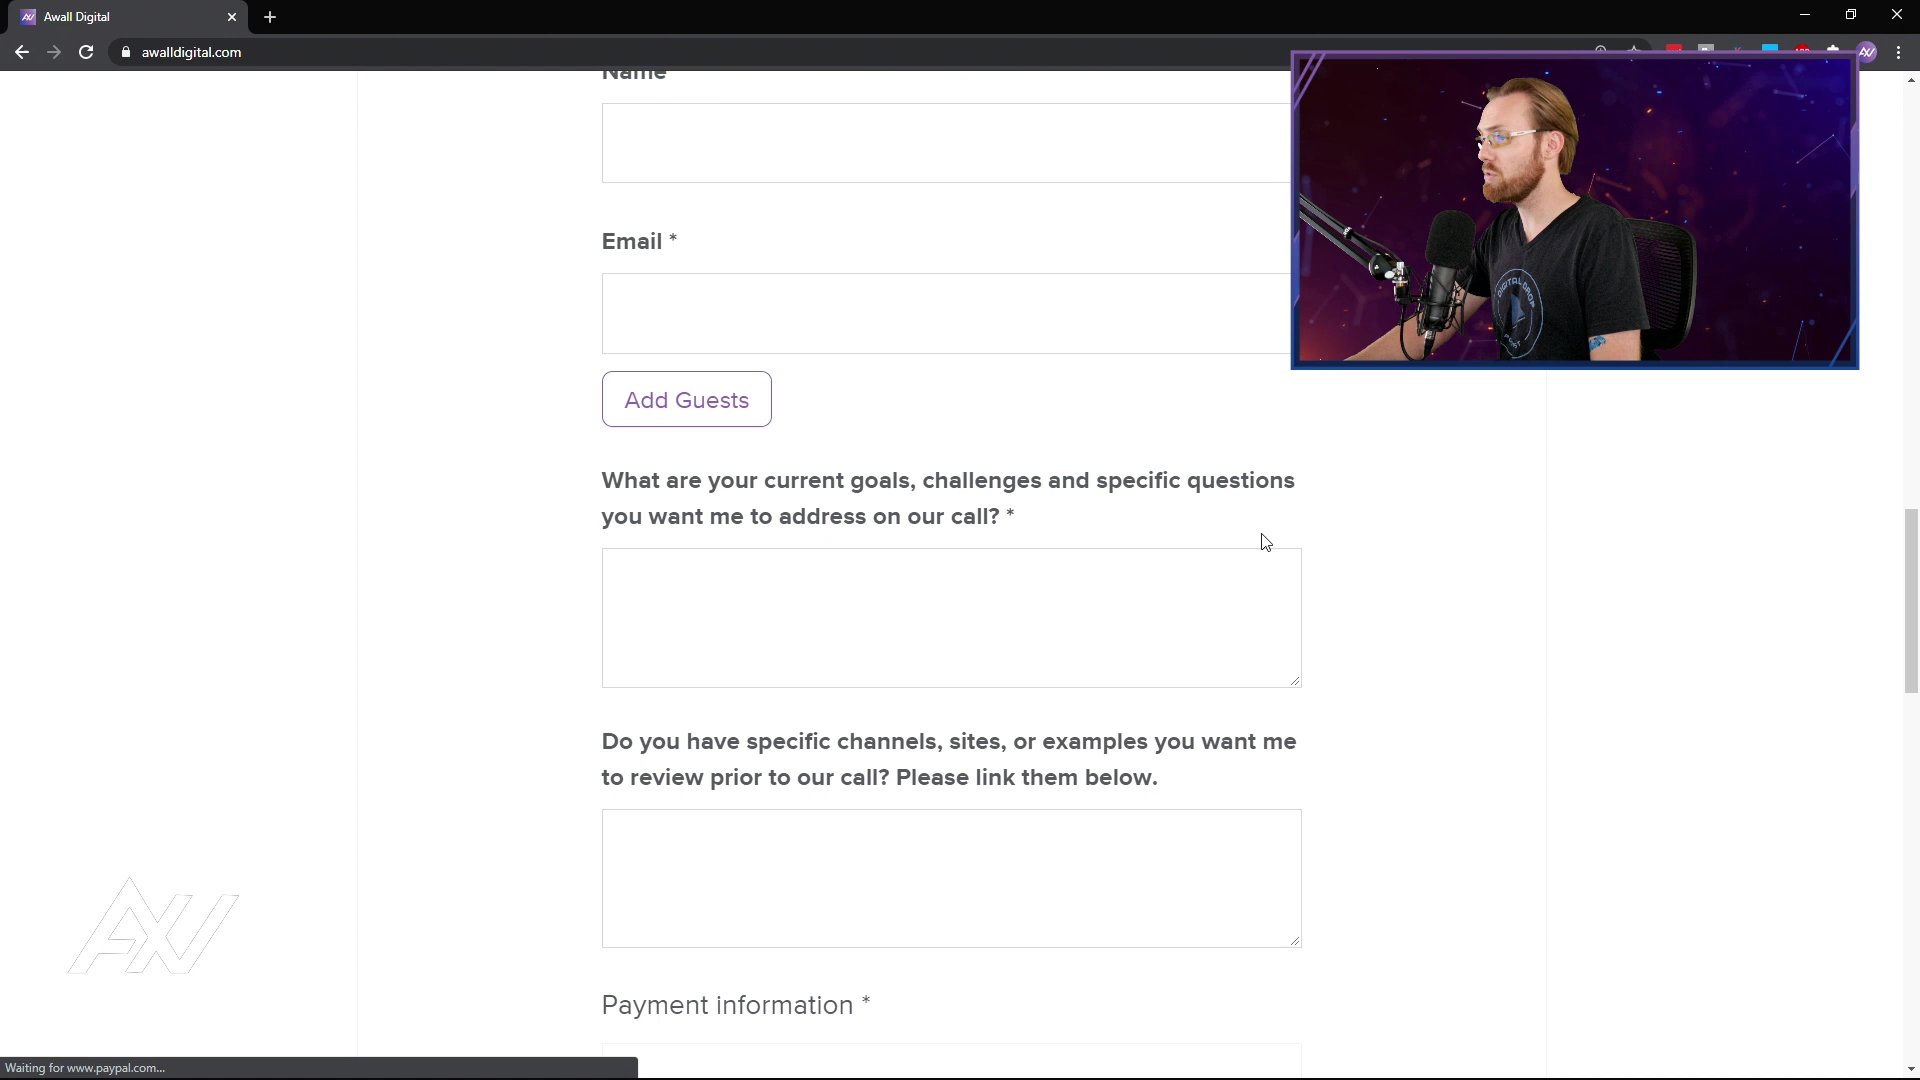 Awall Digital
awalldigital.com
Name
Email *
Add Guests
DIGITAL DROP
What are your current goals, challenges and specific questions
you want me to address on our call? *
Do you have specific channels, sites, or examples you want me
to review prior to our call? Please link them below.
Payment information *
Waiting for www.paypal.com...